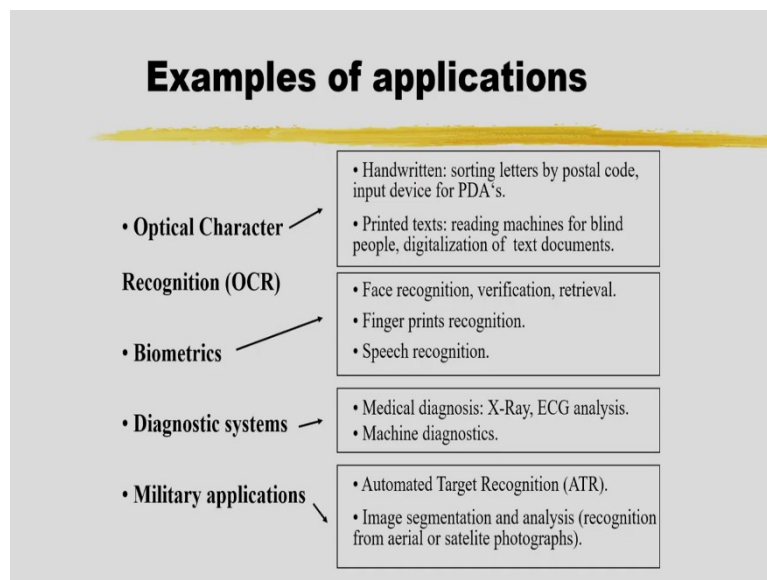 Examples of applications
• Optical Character
Recognition (OCR)
• Handwritten: sorting letters by postal code,
input device for PDA‘s.
• Printed texts: reading machines for blind
people, digitalization of text documents.
• Biometrics
• Face recognition, verification, retrieval.
• Finger prints recognition.
• Speech recognition.
• Diagnostic systems
• Medical diagnosis: X-Ray, ECG analysis.
• Machine diagnostics.
• Military applications
• Automated Target Recognition (ATR).
• Image segmentation and analysis (recognition
from aerial or satelite photographs).